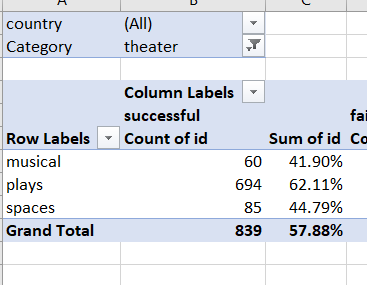 A B C
country (All)
Category theater
Column Labels
successful fai
Row Labels Count of id Sum of id Co
musical 60 41.90%
plays 694 62.11%
spaces 85 44.79%
Grand Total 839 57.88%